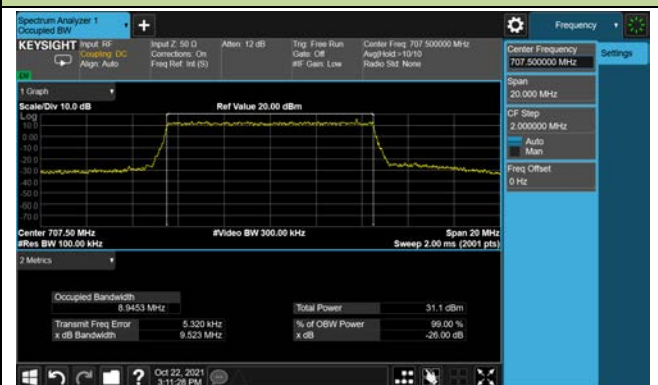 Spectrum Analyzer 1
Occupied BW
Frequency
KEYSIGHT
Input: RF
Coupling: DC
Align: Auto
Input Z: 50 Ω
Corrections: On
Freq Ref: Int (S)
Atten: 12 dB
Trig: Free Run
Gate: Off
#IF Gain: Low
Center Freq: 707.500000 MHz
Avg|Hold:>10/10
Radio Std: None
Center Frequency
707.500000 MHz
Settings
Span
20.000 MHz
CF Step
2.000000 MHz
Auto
Man
Freq Offset
0 Hz
1 Graph
Scale/Div 10.0 dB
Ref Value 20.00 dBm
Log
10.0
0.00
-10.0
-20.0
-30.0
-40.0
-50.0
-60.0
-70.0
Center 707.50 MHz
#Video BW 300.00 kHz
Span 20 MHz
#Res BW 100.00 kHz
Sweep 2.00 ms (2001 pts)
2 Metrics
Occupied Bandwidth
8.9453 MHz
Total Power
31.1 dBm
Transmit Freq Error
5.320 kHz
% of OBW Power
99.00 %
x dB Bandwidth
9.523 MHz
x dB
-26.00 dB
Oct 22, 2021
3:11:28 PM